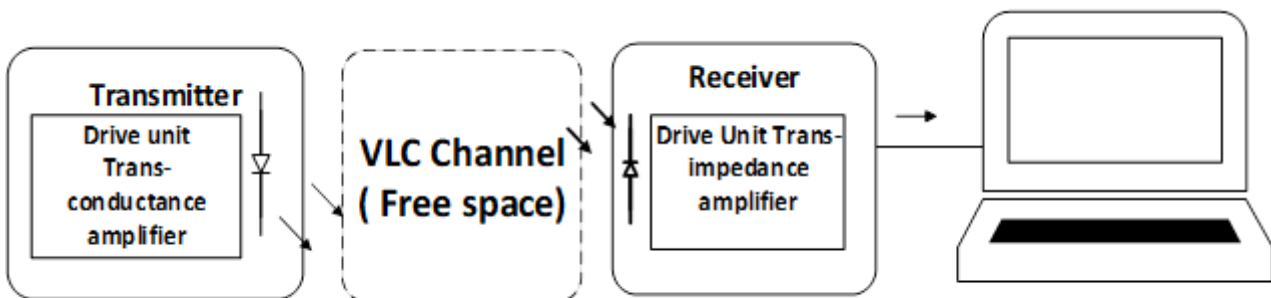 Transmitter
Drive unit
Trans-
conductance
amplifier
VLC Channel
( Free space)
Receiver
Drive Unit Trans-
impedance
amplifier